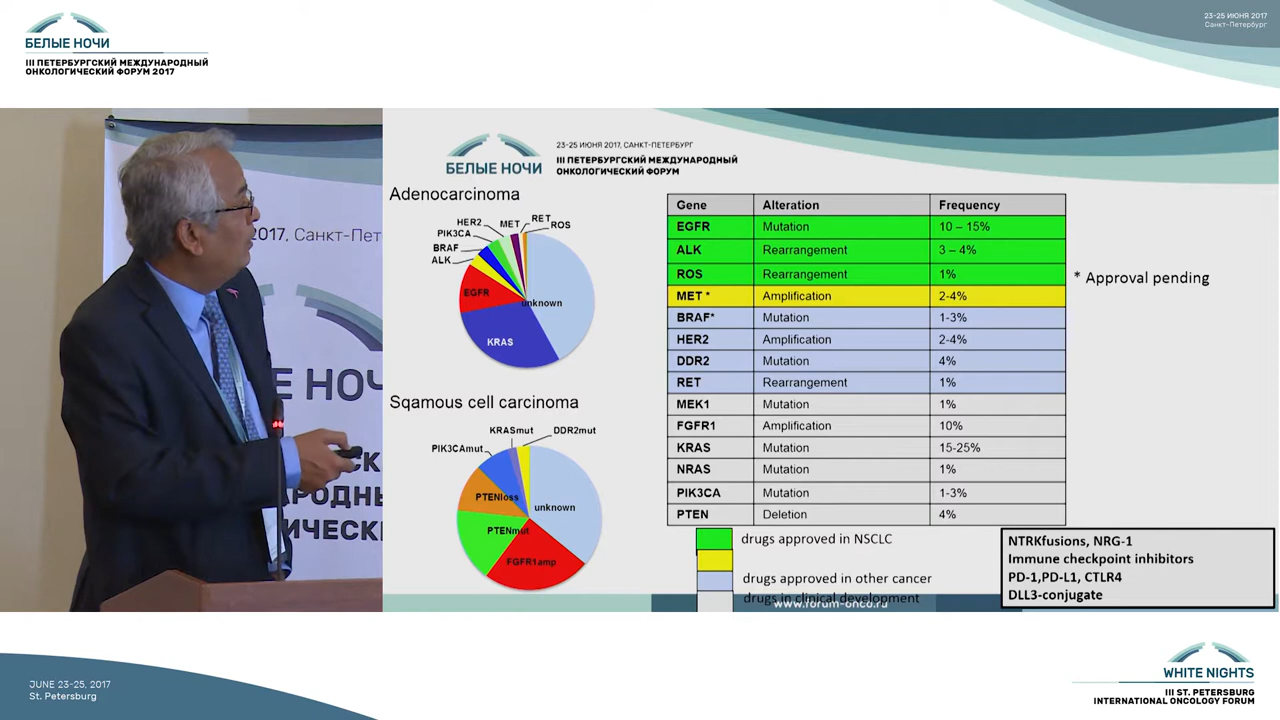 БЕЛЫЕ НОЧИ
III ПЕТЕРБУРГСКИЙ МЕЖДУНАРОДНЫЙ
ОНКОЛОГИЧЕСКИЙ ФОРУМ 2017
23-25 ИЮНЯ 2017
Санкт-Петербург
2017, Санкт-Пет
Е НОЧ
23-25 ИЮНЯ 2017, САНКТ-ПЕТЕРБУРГ
БЕЛЫЕ НОЧИ
III ПЕТЕРБУРГСКИЙ МЕЖДУНАРОДНЫЙ
ОНКОЛОГИЧЕСКИЙ ФОРУМ
Adenocarcinoma
HER2
MET
RET
ROS
PIK3CA
BRAF
ALK
EGFR
unknown
KRAS
Sqamous cell carcinoma
KRASmut
DDR2mut
PIK3CAmut
PTENloss
unknown
PTENmut
FGFR1amp
Gene Alteration Frequency
EGFR Mutation 10 – 15%
ALK Rearrangement 3 – 4%
ROS Rearrangement 1%
MET * Amplification 2-4%
BRAF* Mutation 1-3%
HER2 Amplification 2-4%
DDR2 Mutation 4%
RET Rearrangement 1%
MEK1 Mutation 1%
FGFR1 Amplification 10%
KRAS Mutation 15-25%
NRAS Mutation 1%
PIK3CA Mutation 1-3%
PTEN Deletion 4%
* Approval pending
drugs approved in NSCLC
drugs approved in other cancer
drugs in clinical development
www.forum-onco.ru
NTRKfusions, NRG-1
Immune checkpoint inhibitors
PD-1,PD-L1, CTLR4
DLL3-conjugate
JUNE 23-25, 2017
St. Petersburg
WHITE NIGHTS
III ST. PETERSBURG
INTERNATIONAL ONCOLOGY FORUM